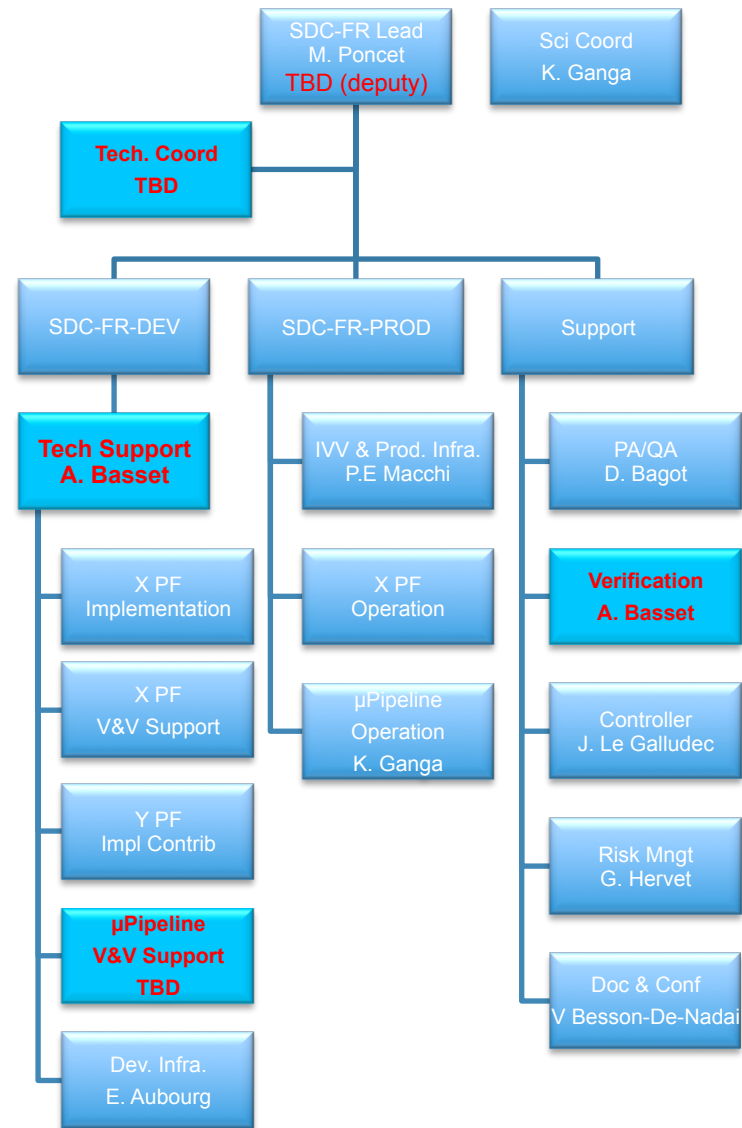 SDC-FR Lead
M. Poncet
TBD (deputy)
Sci Coord
K. Ganga
Tech. Coord
TBD
SDC-FR-DEV
SDC-FR-PROD
Support
Tech Support
A. Basset
X PF
Implementation
X PF
V&V Support
Y PF
Impl Contrib
µPipeline
V&V Support
TBD
Dev. Infra.
E. Aubourg
IVV & Prod. Infra.
P.E Macchi
X PF
Operation
µPipeline
Operation
K. Ganga
PA/QA
D. Bagot
Verification
A. Basset
Controller
J. Le Galludec
Risk Mngt
G. Hervet
Doc & Conf
V Besson-De-Nadai